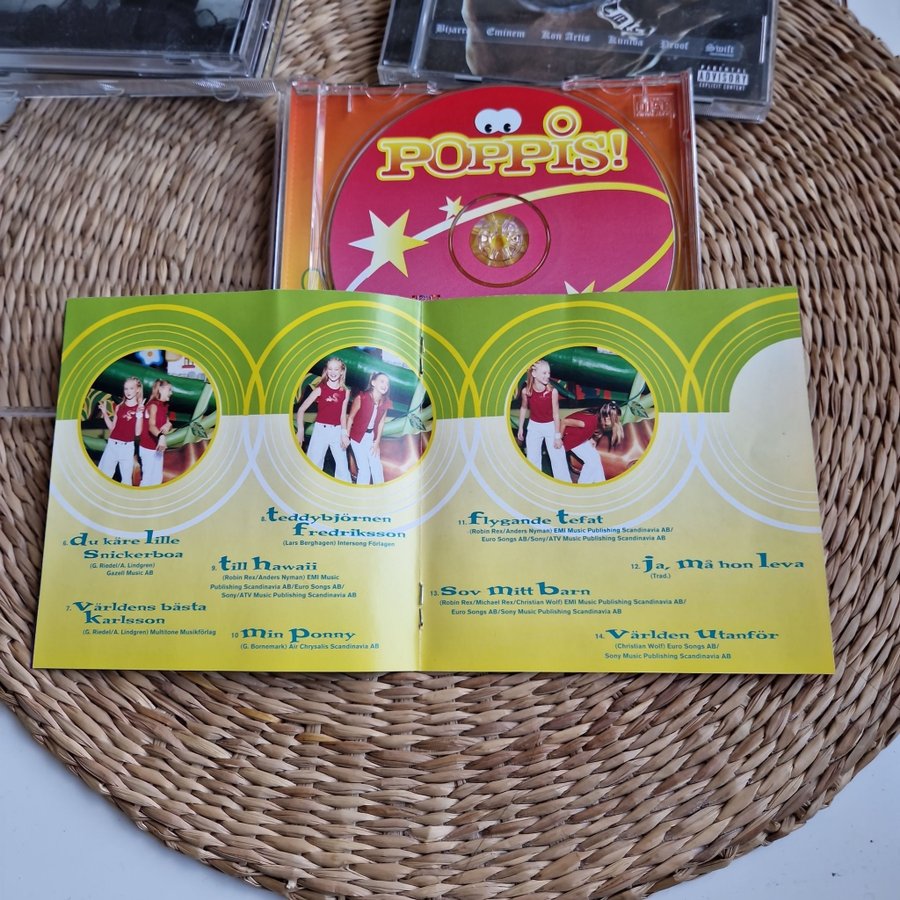 Bizarre Eminem Kon Artis Kuniva Proof Swift
PARENTAL
ADVISORY
EXPLICIT CONTENT
POPPIS!
6. du käre lille
Snickerboa
(G. Riedel/A. Lindgren)
Gazell Music AB
7. Världens bästa
Karlsson
(G. Riedel/A. Lindgren) Multitone Musikförlag
8. teddybjörnen
Fredriksson
(Lars Berghagen) Intersong Förlagen
9. till hawaii
(Robin Rex/Anders Nyman) EMI Music
Publishing Scandinavia AB/Euro Songs AB/
Sony/ATV Music Publishing Scandinavia AB
10 Min Ponny
(G. Bornemark) Air Chrysalis Scandinavia AB
11. flygande tefat
(Robin Rex/Anders Nyman) EMI Music Publishing Scandinavia AB/
Euro Songs AB/Sony/ATV Music Publishing Scandinavia AB
12. ja, må hon leva
(Trad.)
13. Sov mitt barn
(Robin Rex/Michael Rex/Christian Wolf) EMI Music Publishing Scandinavia AB/
Euro Songs AB/Sony Music Publishing Scandinavia AB
14. Världen Utanför
(Christian Wolf) Euro Songs AB/
Sony Music Publishing Scandinavia AB